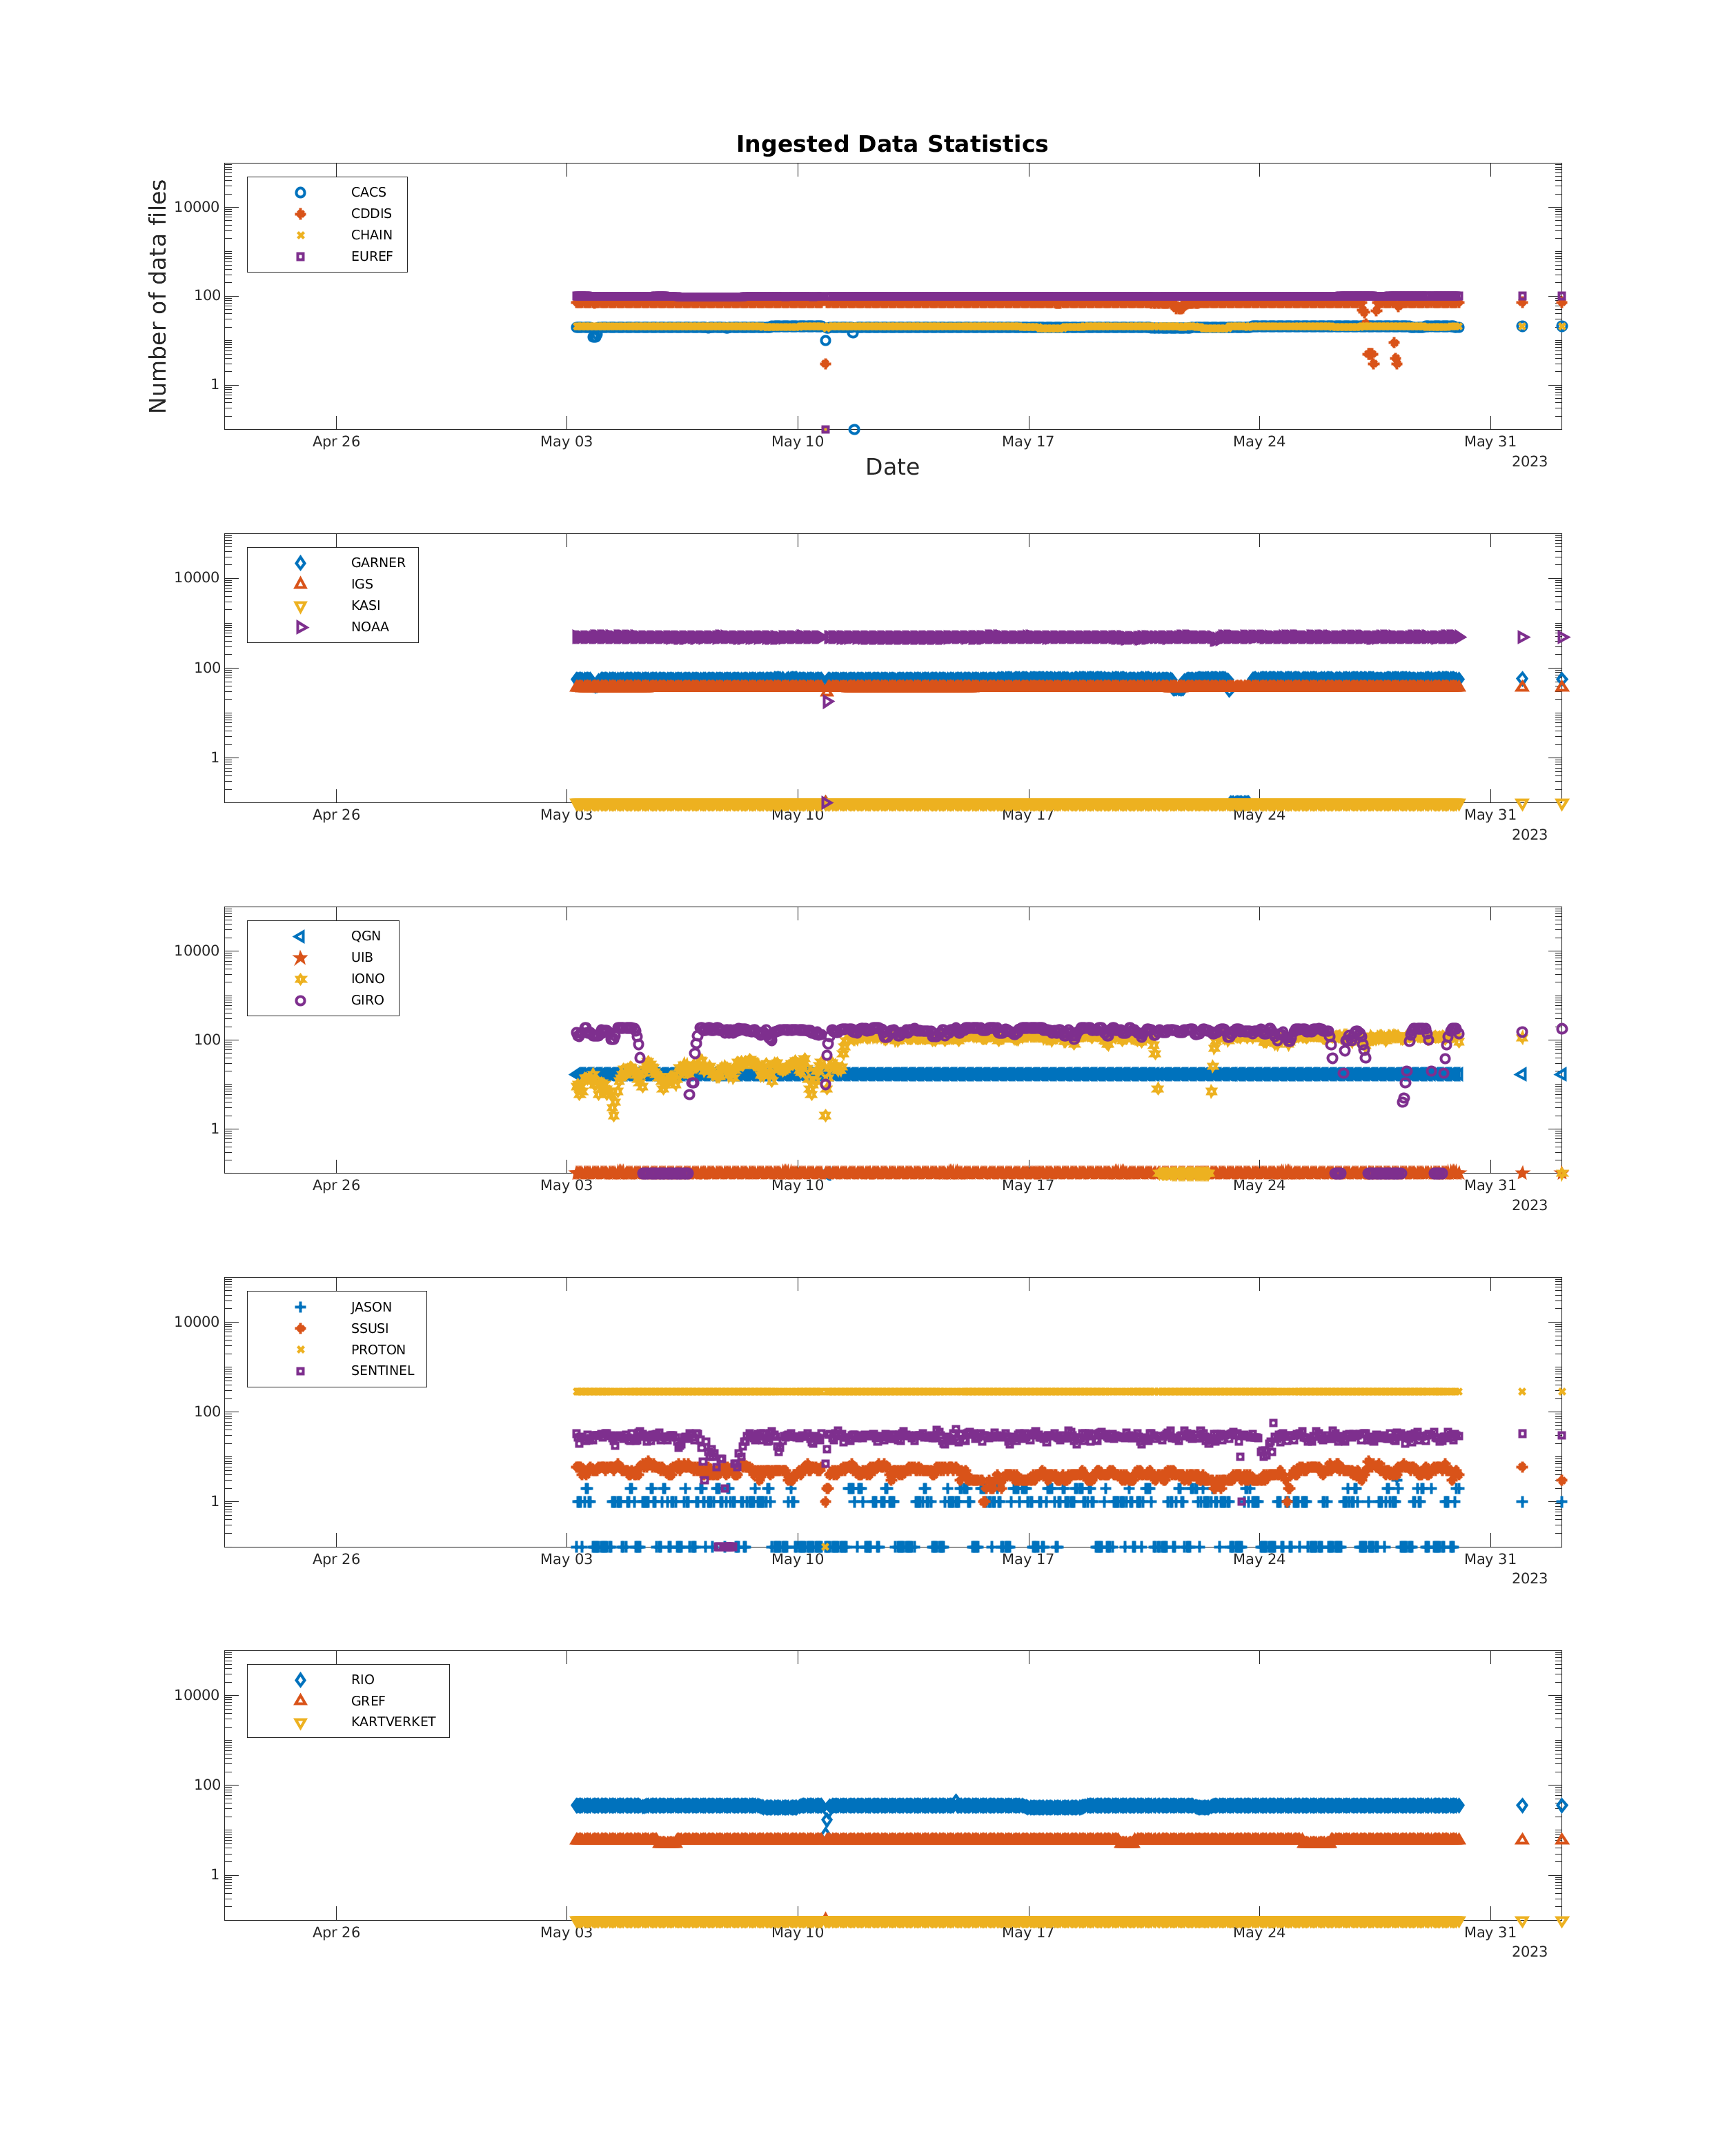 Ingested Data Statistics
Number of data files
10000
100
1
CACS
CDDIS
CHAIN
EUREF
Apr 26
May 03
May 10
May 17
May 24
May 31
2023
Date
10000
100
1
GARNER
IGS
KASI
NOAA
Apr 26
May 03
May 10
May 17
May 24
May 31
2023
10000
100
1
QGN
UIB
IONO
GIRO
Apr 26
May 03
May 10
May 17
May 24
May 31
2023
10000
100
1
JASON
SSUSI
PROTON
SENTINEL
Apr 26
May 03
May 10
May 17
May 24
May 31
2023
10000
100
1
RIO
GREF
KARTVERKET
Apr 26
May 03
May 10
May 17
May 24
May 31
2023